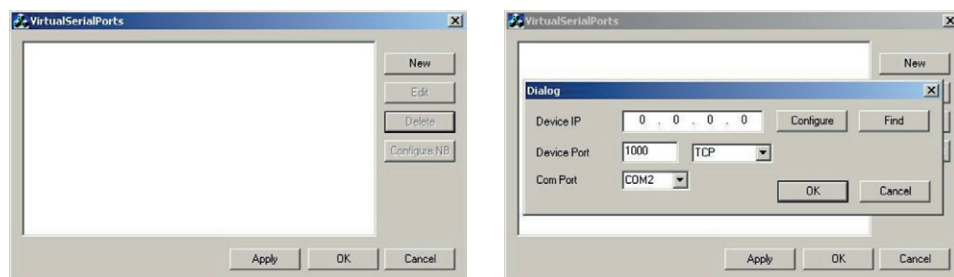 VirtualSerialPorts
New
Edit
Delete
Configure NB
Apply OK Cancel
VirtualSerialPorts
New
Dialog
Device IP 0 . 0 . 0 . 0 Configure Find
Device Port 1000 TCP
Com Port COM2
OK Cancel
Apply OK Cancel